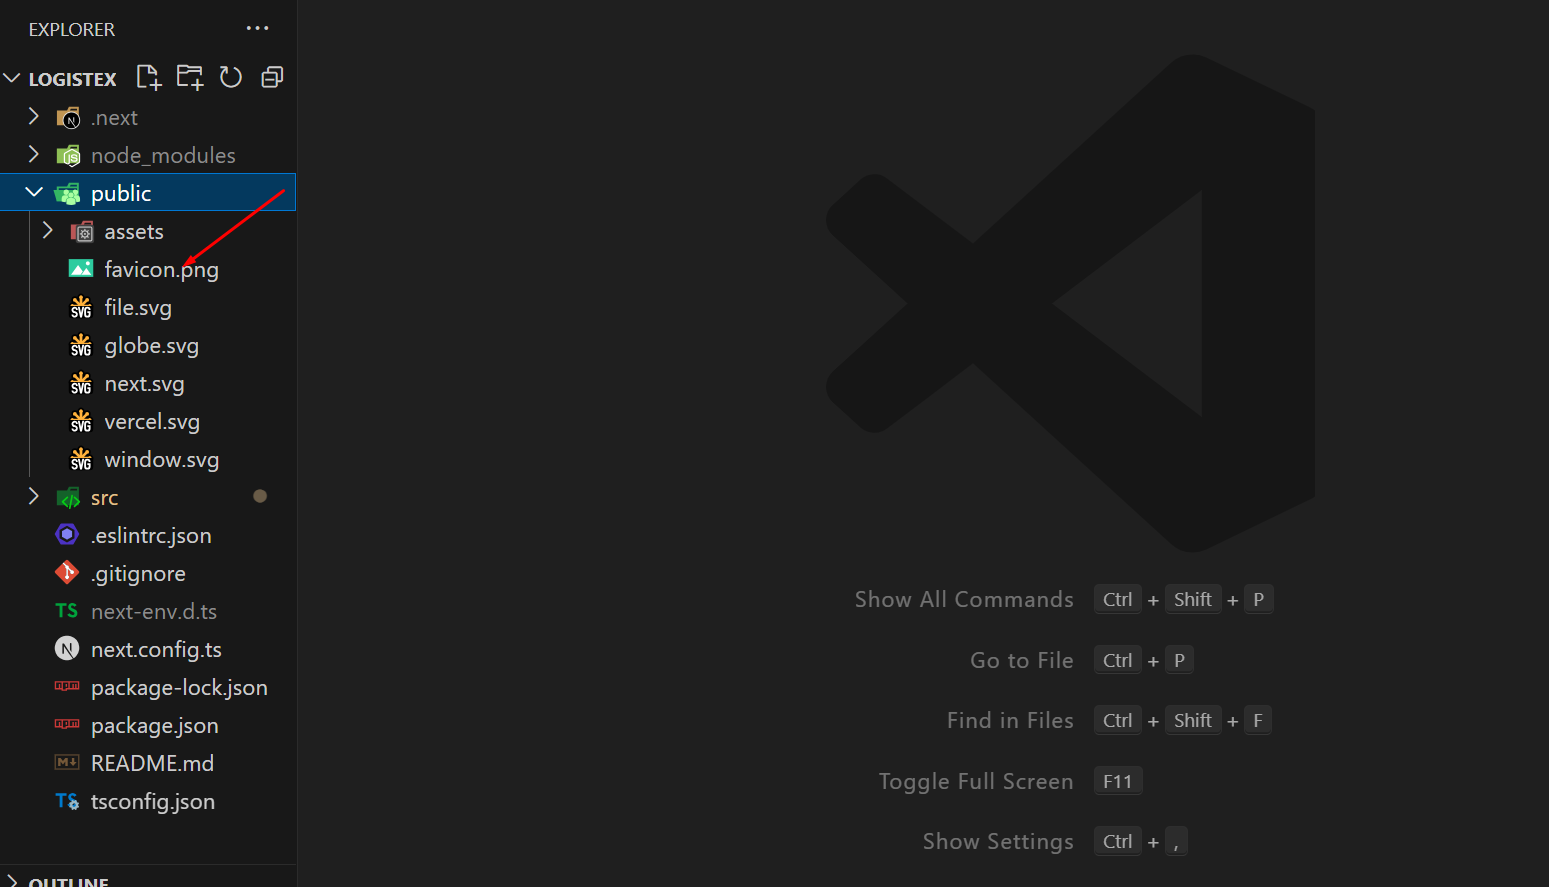 EXPLORER
LOGISTEX
.next
node_modules
public
assets
favicon.png
file.svg
globe.svg
next.svg
vercel.svg
window.svg
src
.eslintrc.json
.gitignore
TS next-env.d.ts
next.config.ts
package-lock.json
package.json
README.md
TS tsconfig.json
OUTLINE
Show All Commands Ctrl + Shift + P
Go to File Ctrl + P
Find in Files Ctrl + Shift + F
Toggle Full Screen F11
Show Settings Ctrl + ,